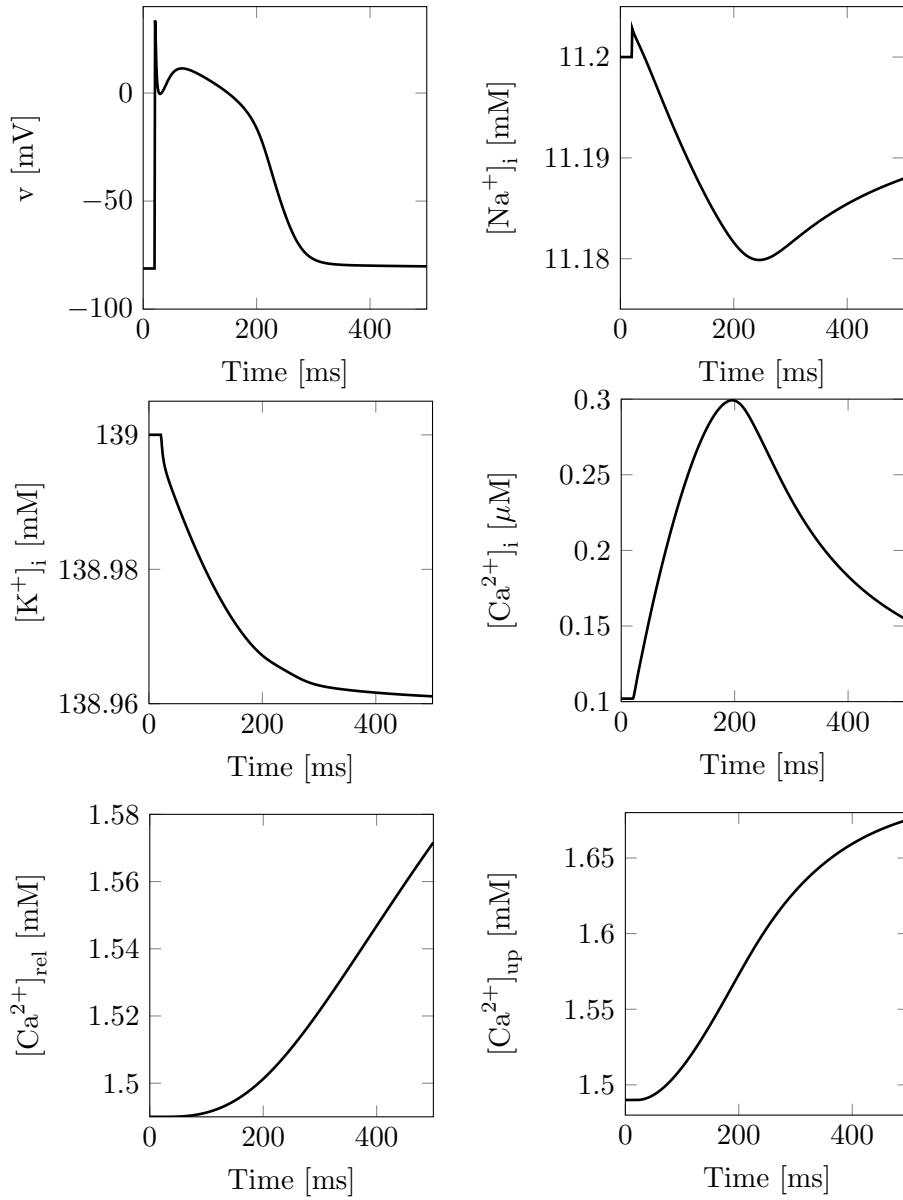 0
−50
−100
v [mV]
0 200 400
Time [ms]
11.2
11.19
11.18
[Na⁺]ᵢ [mM]
0 200 400
Time [ms]
139
138.98
138.96
[K⁺]ᵢ [mM]
0 200 400
Time [ms]
0.3
0.25
0.2
0.15
0.1
[Ca²⁺]ᵢ [μM]
0 200 400
Time [ms]
1.58
1.56
1.54
1.52
1.5
[Ca²⁺]rel [mM]
0 200 400
Time [ms]
1.65
1.6
1.55
1.5
[Ca²⁺]up [mM]
0 200 400
Time [ms]